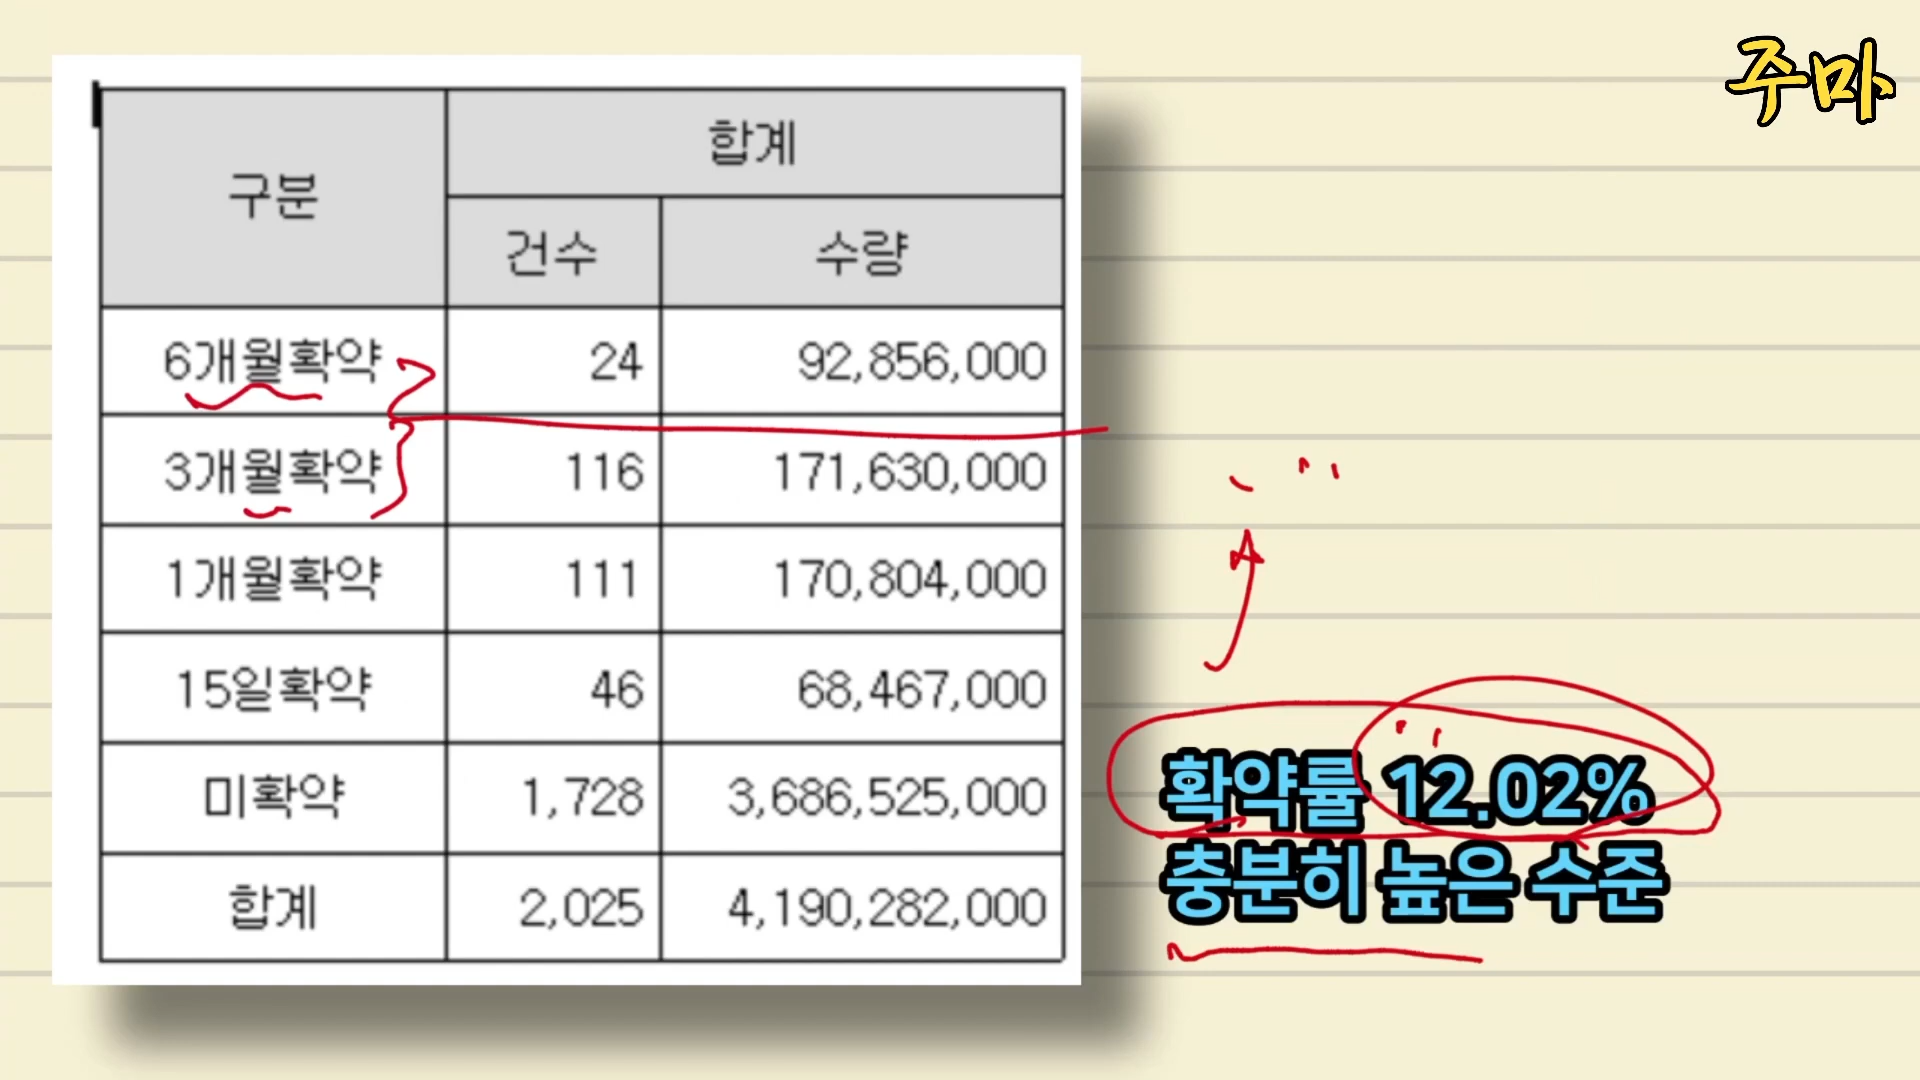 주마
구분 합계
건수 수량
6개월확약 24 92,856,000
3개월확약 116 171,630,000
1개월확약 111 170,804,000
15일확약 46 68,467,000
미확약 1,728 3,686,525,000
합계 2,025 4,190,282,000
확약률 12.02%
충분히 높은 수준